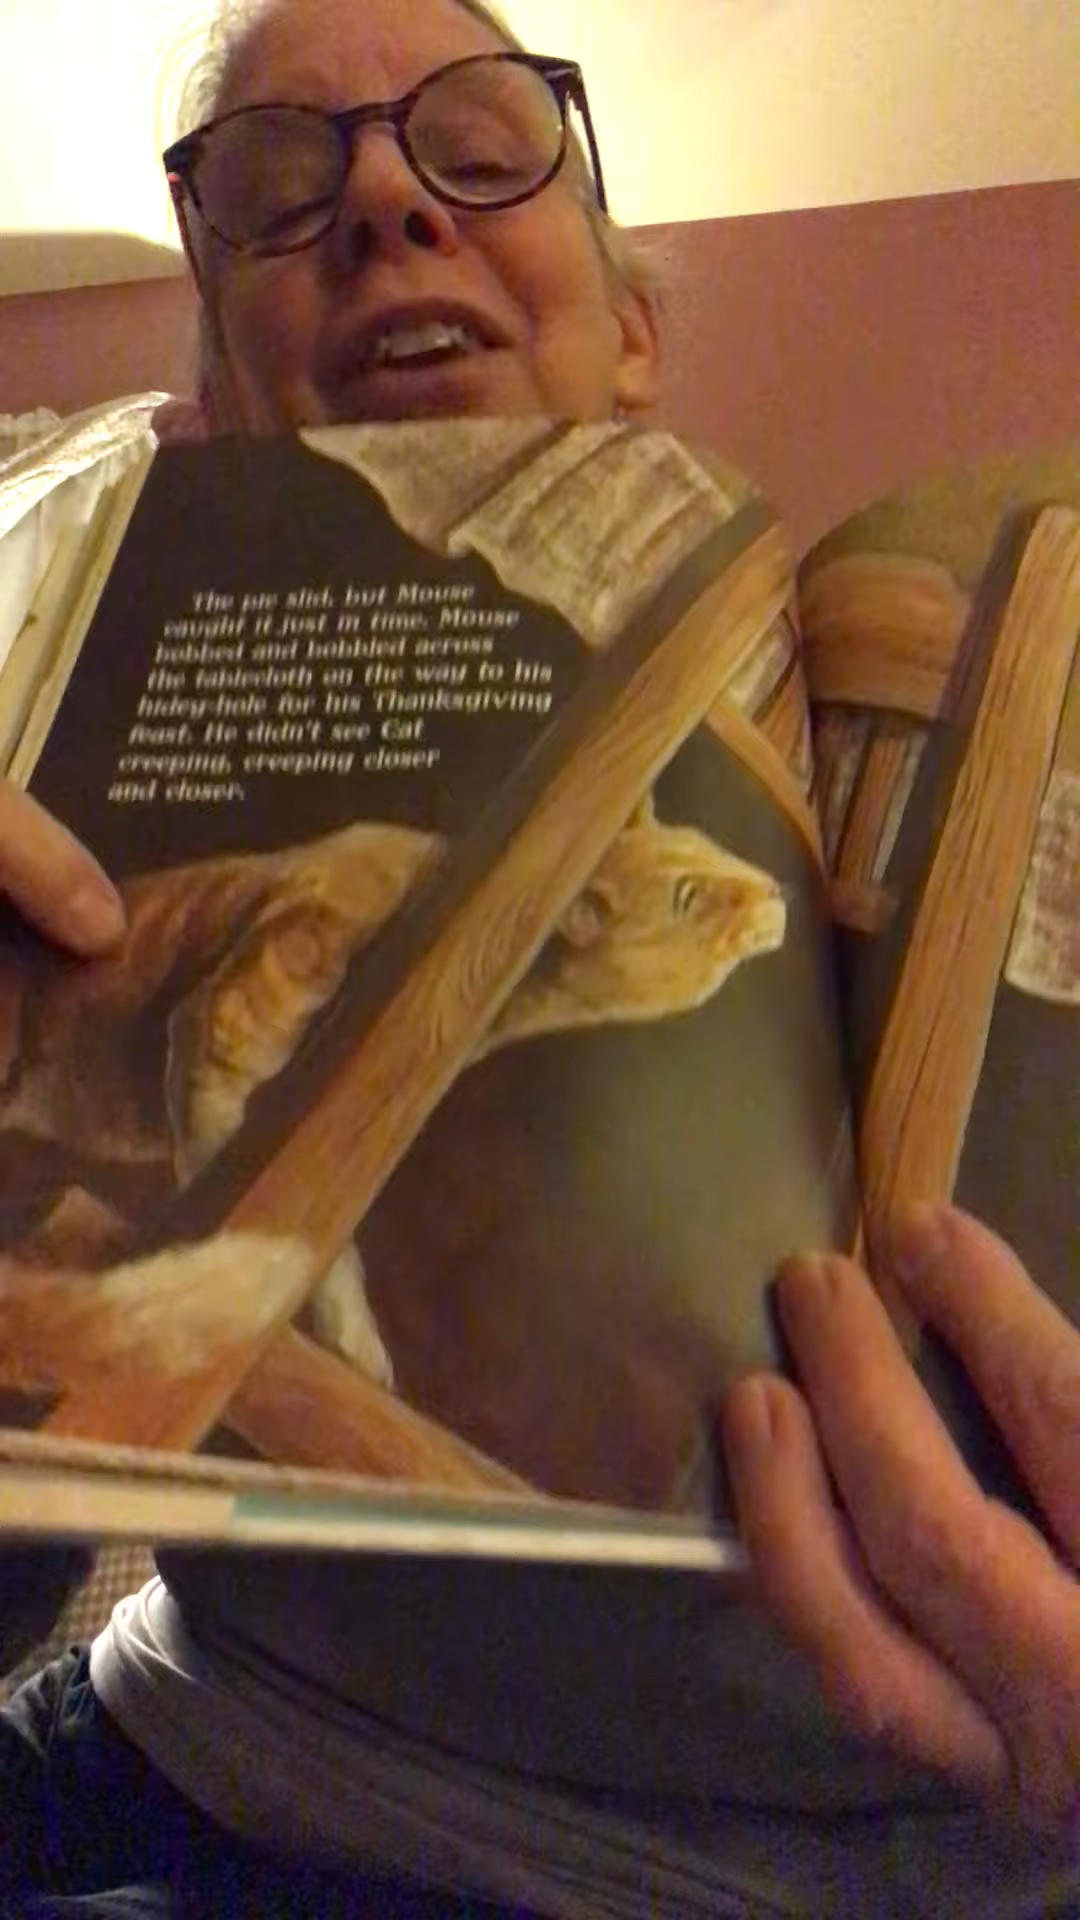 The pie slid, but Mouse
caught it just in time. Mouse
bobbed and bobbled across
the tablecloth on the way to his
hidey-hole for his Thanksgiving
feast. He didn't see Cat
creeping, creeping closer
and closer.